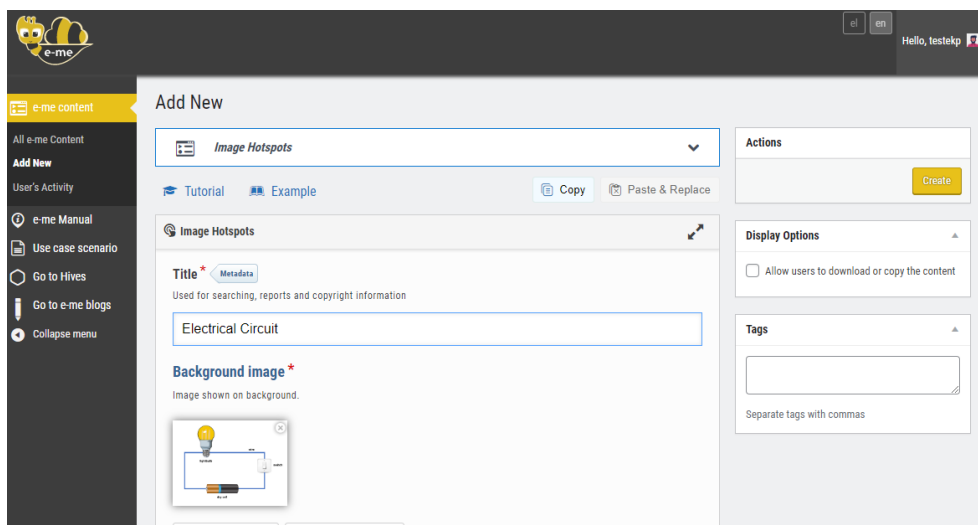 e-me
el en
Hello, testekp
e-me content
All e-me Content
Add New
User's Activity
e-me Manual
Use case scenario
Go to Hives
Go to e-me blogs
Collapse menu
Add New
Image Hotspots
Tutorial Example Copy Paste & Replace
Image Hotspots
Title * Metadata
Used for searching, reports and copyright information
Electrical Circuit
Background image *
Image shown on background.
Actions
Create
Display Options
Allow users to download or copy the content
Tags
Separate tags with commas